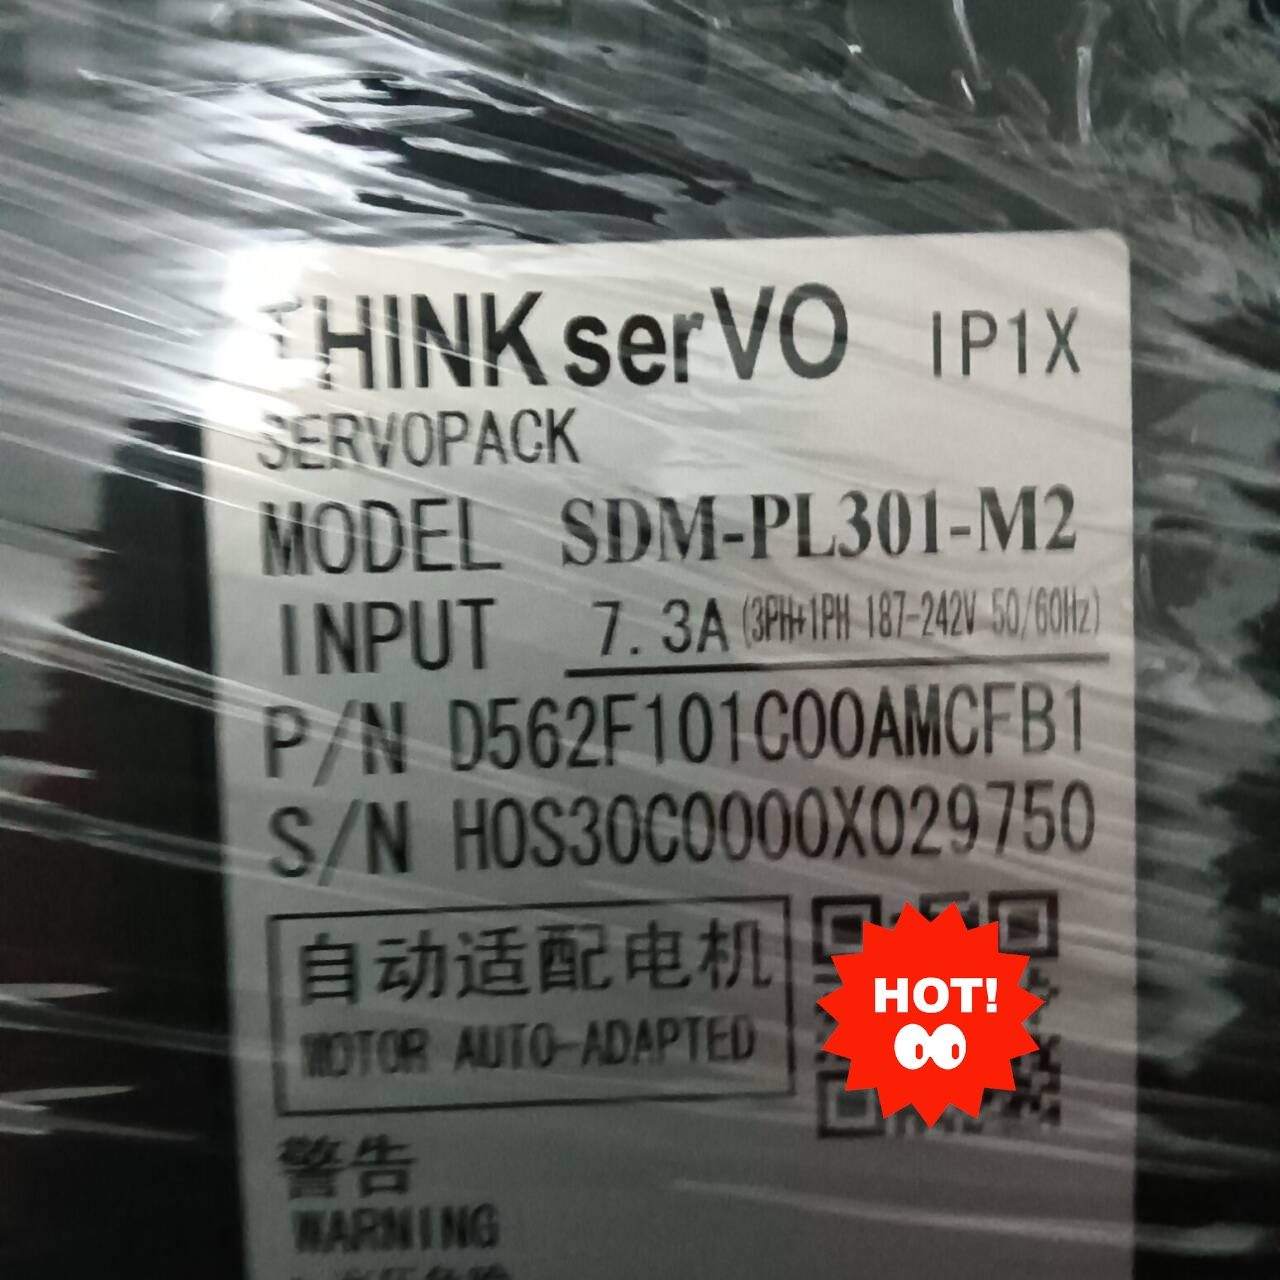 THINK serVO IP1X
SERVOPACK
MODEL SDM-PL301-M2
INPUT 7.3A (3PH+1PH 187-242V 50/60Hz)
P/N D562F101C00AMCFB1
S/N H0S30C0000X029750
自动适配电机
MOTOR AUTO-ADAPTED
HOT!
警告
WARNING